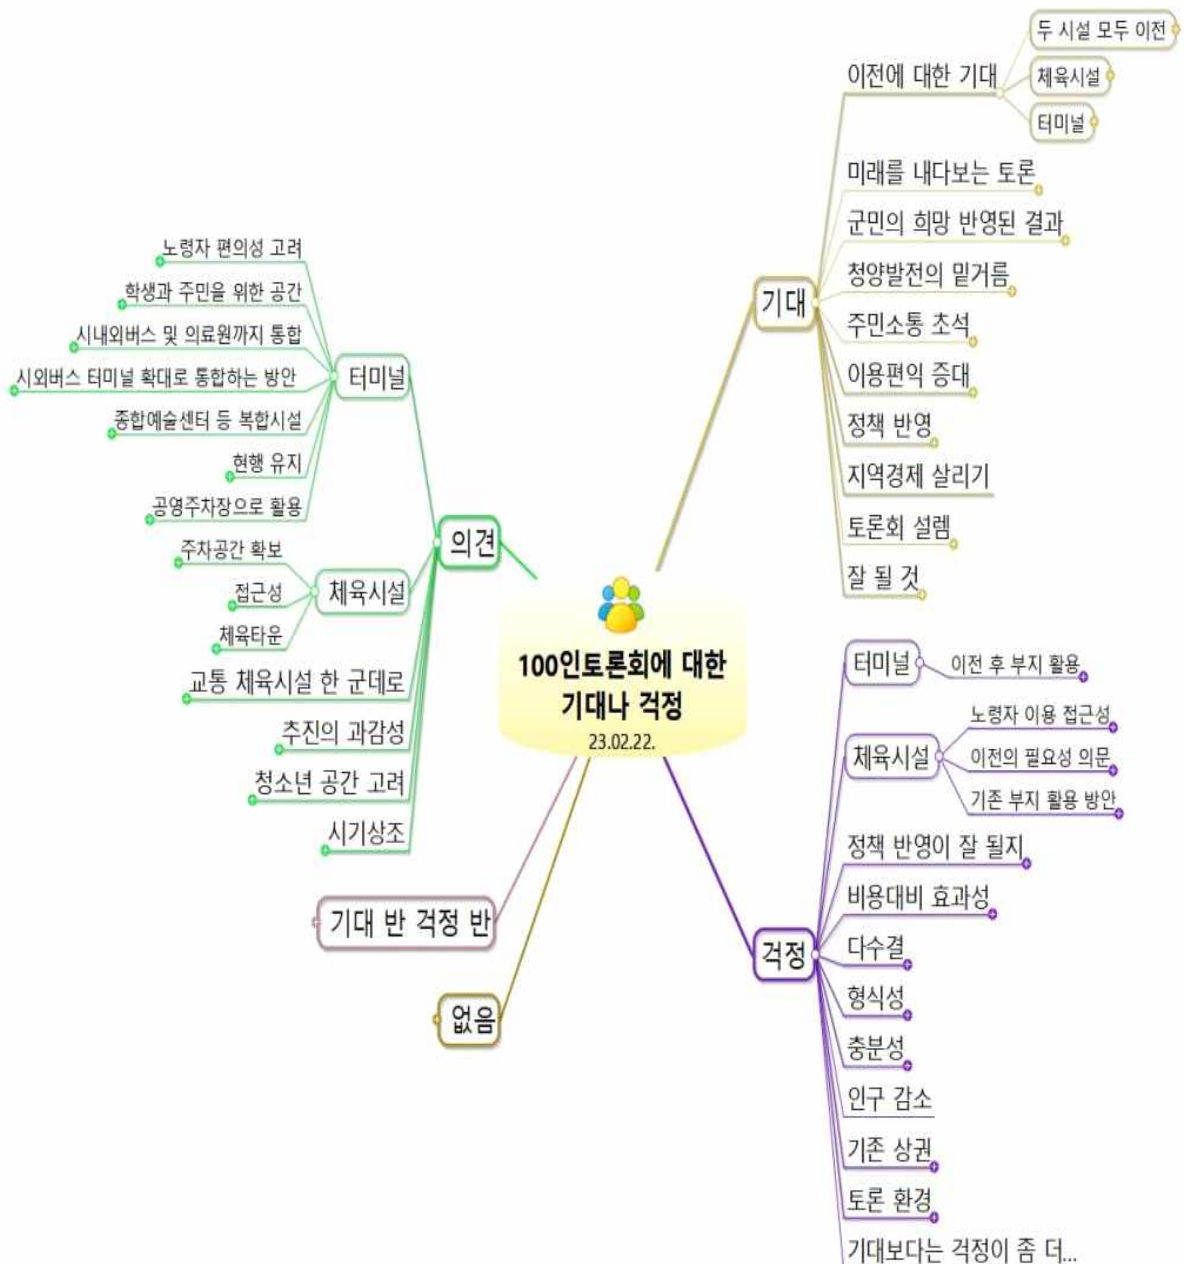 100인토론회에 대한
기대나 걱정
23.02.22.
기대
이전에 대한 기대
두 시설 모두 이전
체육시설
터미널
미래를 내다보는 토론
군민의 희망 반영된 결과
청양발전의 밑거름
주민소통 초석
이용편익 증대
정책 반영
지역경제 살리기
토론회 설렘
잘 될 것
걱정
터미널
이전 후 부지 활용
체육시설
노령자 이용 접근성
이전의 필요성 의문
기존 부지 활용 방안
정책 반영이 잘 될지
비용대비 효과성
다수결
형식성
충분성
인구 감소
기존 상권
토론 환경
기대보다는 걱정이 좀 더...
의견
터미널
노령자 편의성 고려
학생과 주민을 위한 공간
시내외버스 및 의료원까지 통합
시외버스 터미널 확대로 통합하는 방안
종합예술센터 등 복합시설
현행 유지
공영주차장으로 활용
체육시설
주차공간 확보
접근성
체육타운
교통 체육시설 한 군데로
추진의 과감성
청소년 공간 고려
시기상조
기대 반 걱정 반
없음